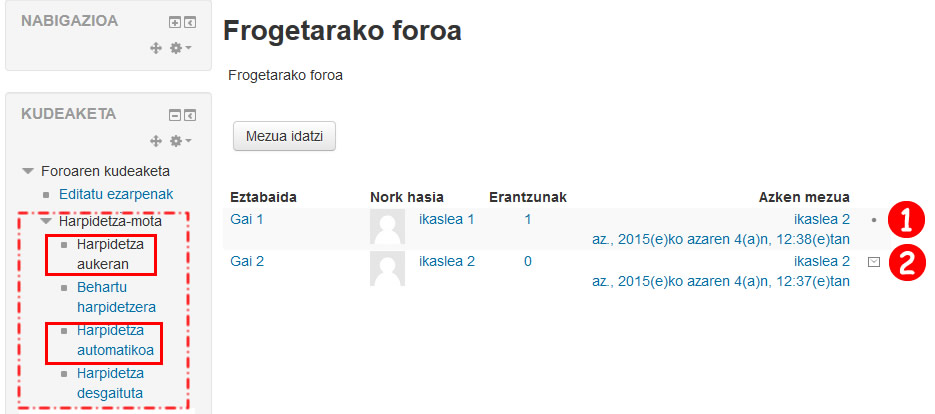 NABIGAZIOA
KUDEAKETA
Foroaren kudeaketa
Editatu ezarpenak
Harpidetza-mota
Harpidetza
aukeran
Behartu
harpidetzera
Harpidetza
automatikoa
Harpidetza
desgaituta
Frogetarako foroa
Frogetarako foroa
Mezua idatzi
Eztabaida Nork hasia Erantzunak Azken mezua
Gai 1 ikaslea 1 1 ikaslea 2 1
az., 2015(e)ko azaren 4(a)n, 12:38(e)tan
Gai 2 ikaslea 2 0 ikaslea 2 2
az., 2015(e)ko azaren 4(a)n, 12:37(e)tan